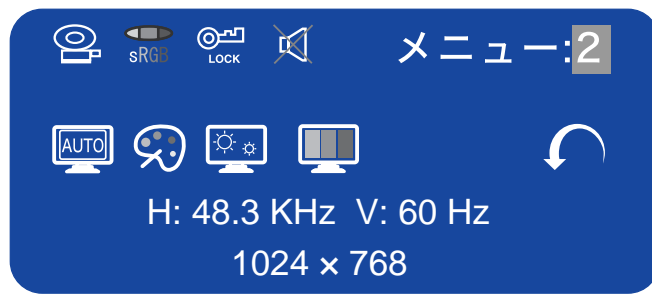 sRGB LOCK メニュー:2
AUTO
H: 48.3 KHz V: 60 Hz
1024 × 768